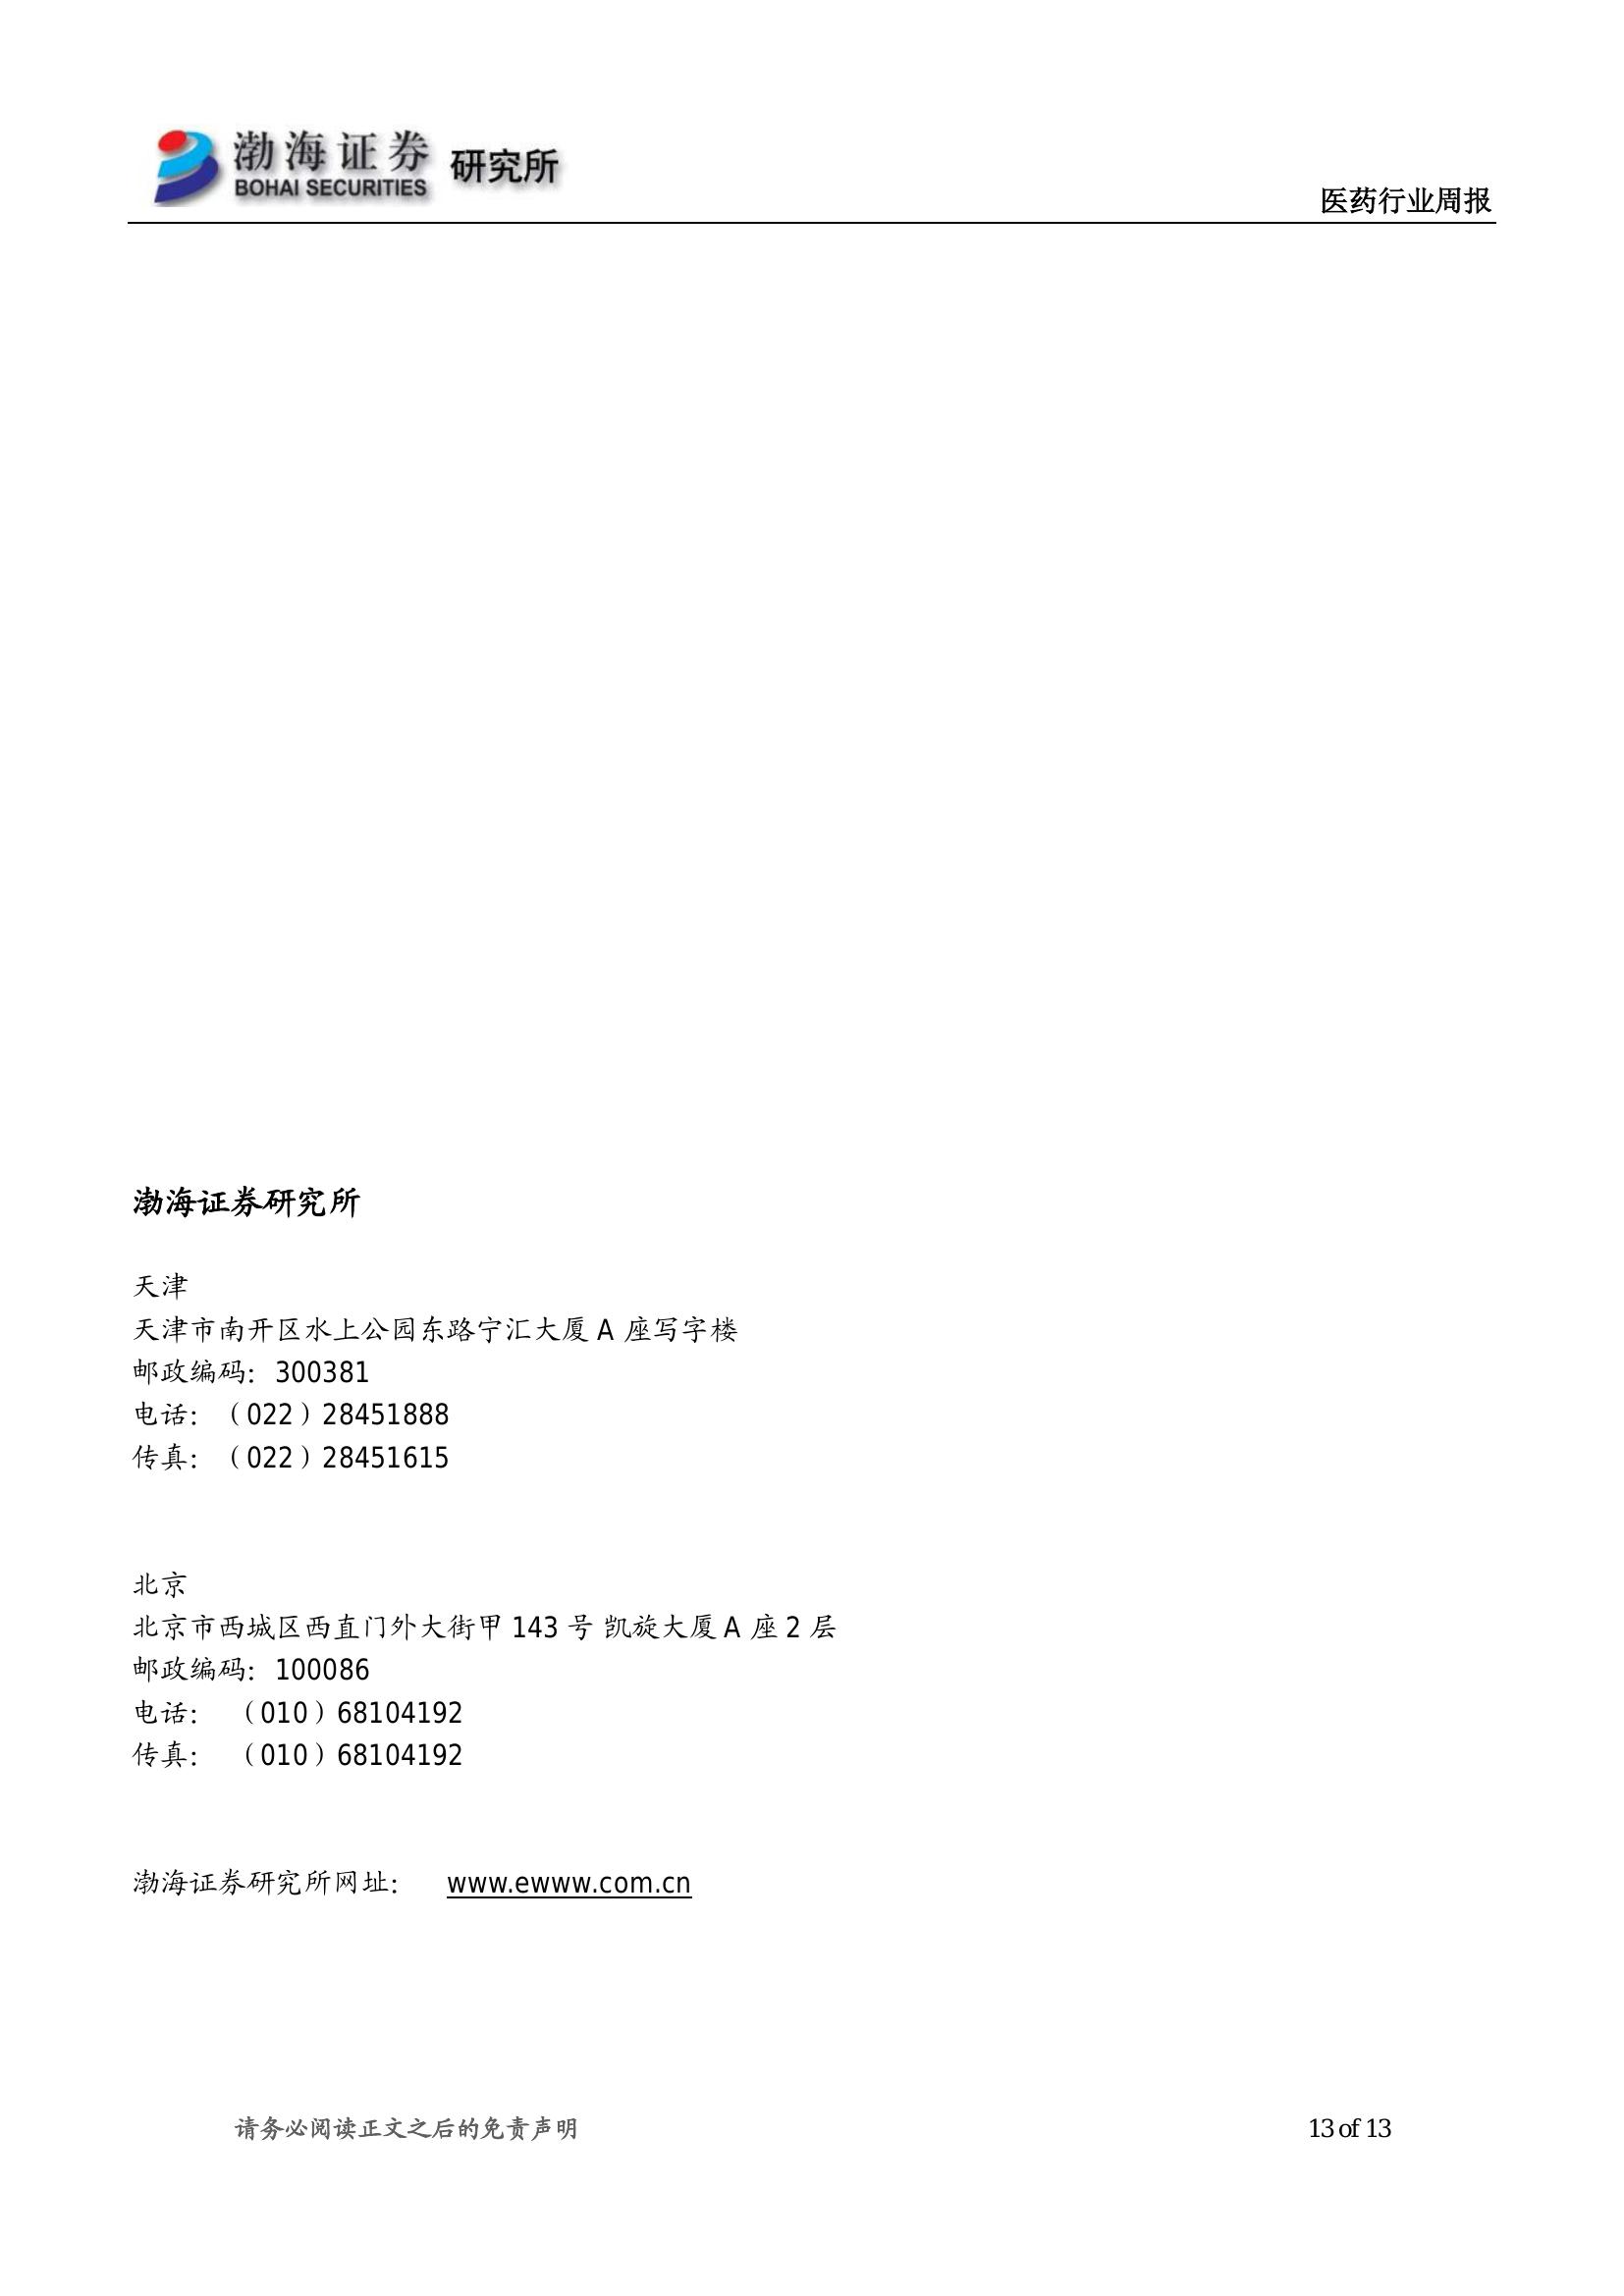 渤海证券 研究所
BOHAI SECURITIES
医药行业周报
渤海证券研究所
天津
天津市南开区水上公园东路宁汇大厦 A 座写字楼
邮政编码：300381
电话：（022）28451888
传真：（022）28451615
北京
北京市西城区西直门外大街甲 143 号 凯旋大厦 A 座 2 层
邮政编码：100086
电话： （010）68104192
传真： （010）68104192
渤海证券研究所网址： www.ewww.com.cn
请务必阅读正文之后的免责声明 13 of 13